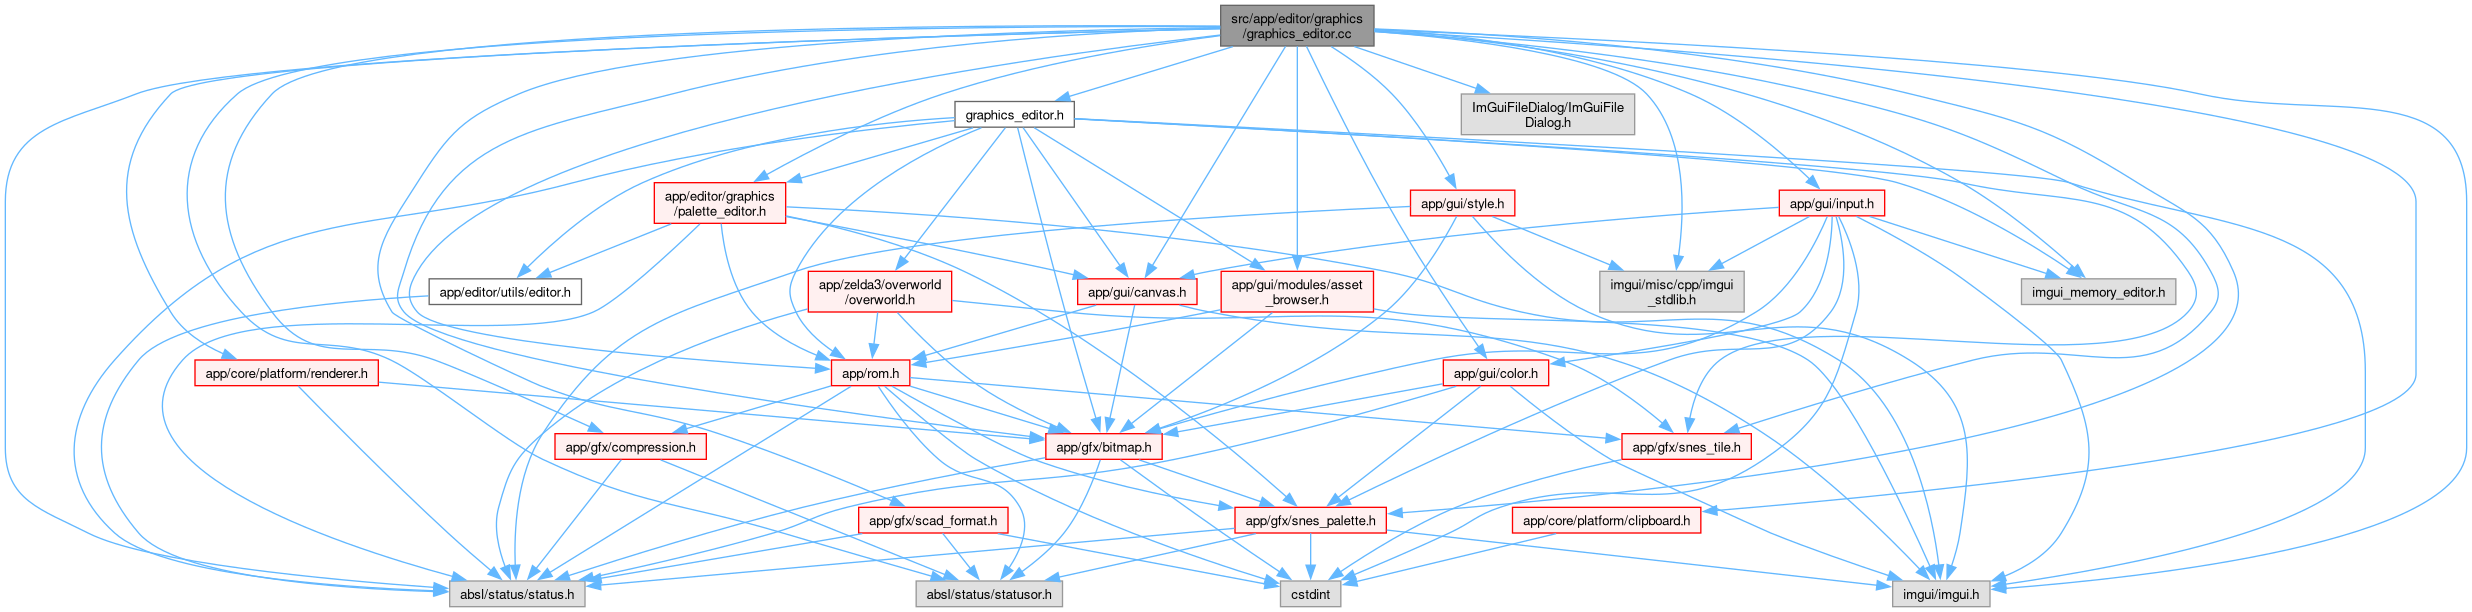 src/app/editor/graphics
/graphics_editor.cc
graphics_editor.h
ImGuiFileDialog/ImGuiFile
Dialog.h
app/editor/graphics
/palette_editor.h
app/gui/style.h
app/gui/input.h
app/editor/utils/editor.h
app/zelda3/overworld
/overworld.h
app/gui/canvas.h
app/gui/modules/asset
_browser.h
imgui/misc/cpp/imgui
_stdlib.h
imgui_memory_editor.h
app/core/platform/renderer.h
app/rom.h
app/gui/color.h
app/gfx/compression.h
app/gfx/bitmap.h
app/gfx/snes_tile.h
app/gfx/scad_format.h
app/gfx/snes_palette.h
app/core/platform/clipboard.h
absl/status/status.h
absl/status/statusor.h
cstdint
imgui/imgui.h